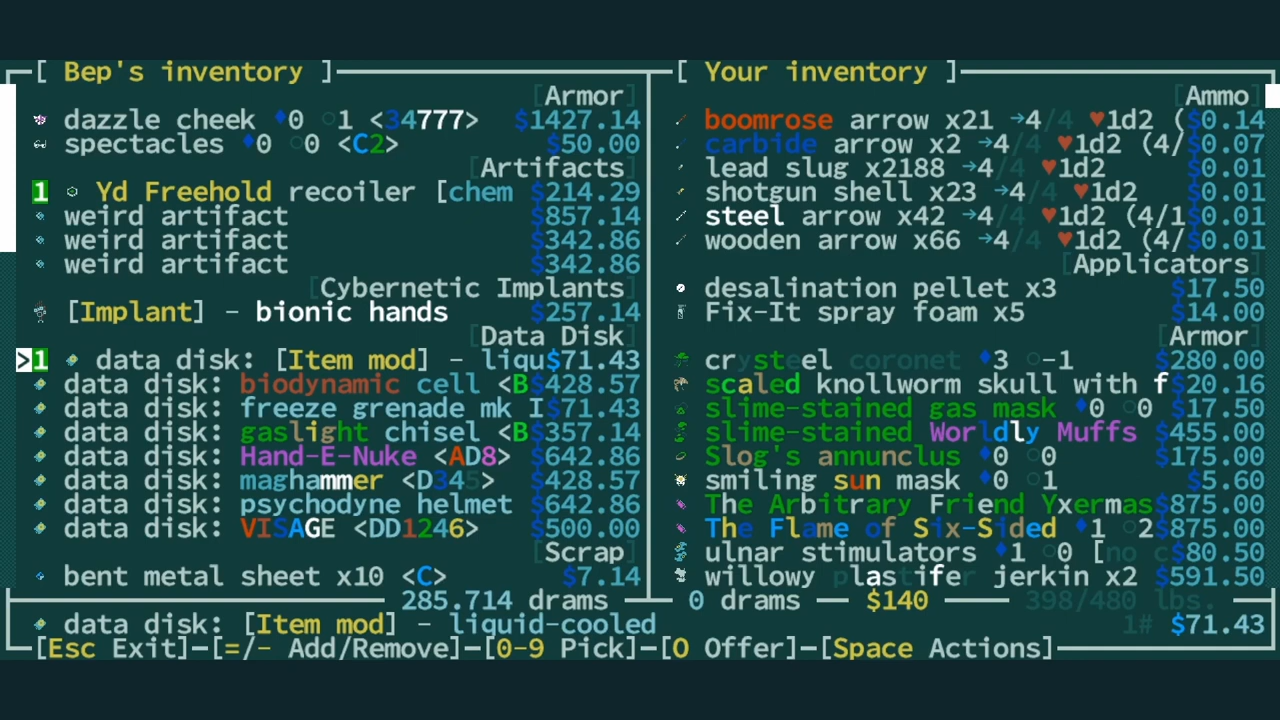 [ Bep's inventory ]
[Armor]
dazzle cheek ♦0 ○1 <34777> $1427.14
spectacles ♦0 ○0 <C2> $50.00
[Artifacts]
1 Yd Freehold recoiler [chem $214.29
weird artifact $857.14
weird artifact $342.86
weird artifact $342.86
[Cybernetic Implants]
[Implant] - bionic hands $257.14
[Data Disk]
>1 data disk: [Item mod] - liqu$71.43
data disk: biodynamic cell <B$428.57
data disk: freeze grenade mk I$71.43
data disk: gaslight chisel <B$357.14
data disk: Hand-E-Nuke <AD8> $642.86
data disk: maghammer <D345> $428.57
data disk: psychodyne helmet $642.86
data disk: VISAGE <DD1246> $500.00
[Scrap]
bent metal sheet x10 <C> $7.14
[ Your inventory ]
[Ammo]
boomrose arrow x21 →4/4 ♥1d2 ($0.14
carbide arrow x2 →4/4 ♥1d2 (4/$0.07
lead slug x2188 →4/4 ♥1d2 $0.01
shotgun shell x23 →4/4 ♥1d2 $0.01
steel arrow x42 →4/4 ♥1d2 (4/1$0.01
wooden arrow x66 →4/4 ♥1d2 (4/$0.01
[Applicators]
desalination pellet x3 $17.50
Fix-It spray foam x5 $14.00
[Armor]
crysteel coronet ♦3 ○-1 $280.00
scaled knollworm skull with f$20.16
slime-stained gas mask ♦0 ○0 $17.50
slime-stained Worldly Muffs $455.00
Slog's annunclus ♦0 ○0 $175.00
smiling sun mask ♦0 ○1 $5.60
The Arbitrary Friend Yxermas$875.00
The Flame of Six-Sided ♦1 ○2$875.00
ulnar stimulators ♦1 ○0 [no c$80.50
willowy plastifer jerkin x2 $591.50
285.714 drams 0 drams $140 398/480 lbs.
data disk: [Item mod] - liquid-cooled 1# $71.43
[Esc Exit] [=/- Add/Remove] [0-9 Pick] [O Offer] [Space Actions]